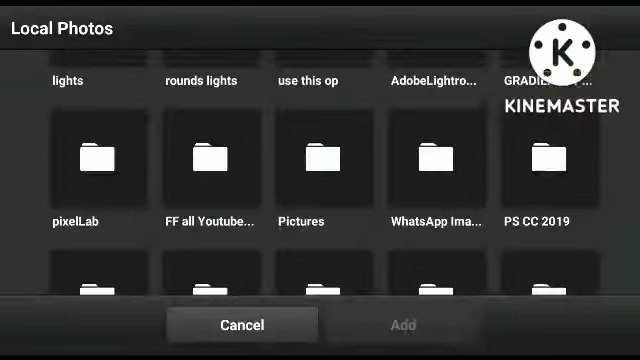 Local Photos
lights
rounds lights
use this op
AdobeLightro...
KINEMASTER
pixelLab
FF all Youtube...
Pictures
WhatsApp Ima...
PS CC 2019
Cancel
Add